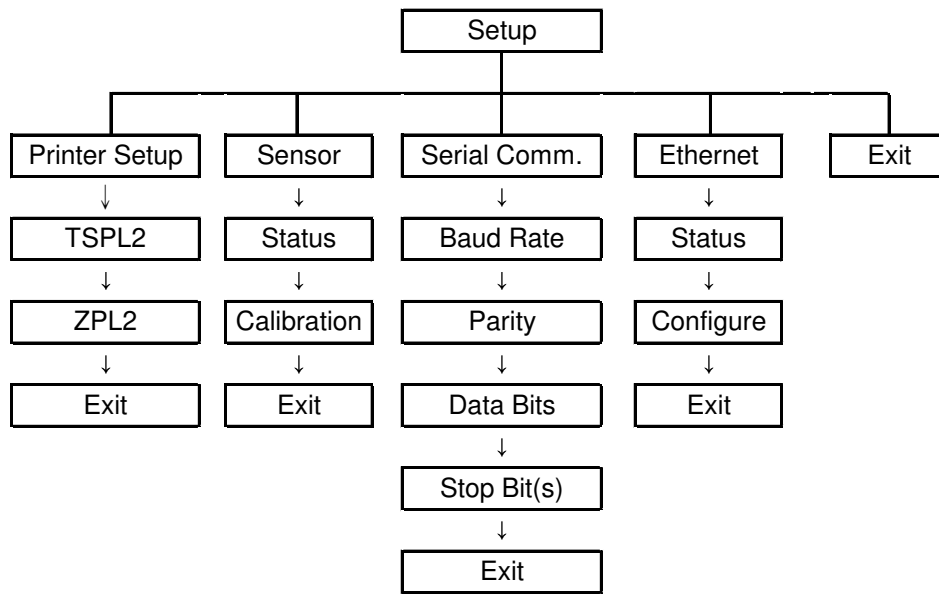 Setup
Printer Setup
Sensor
Serial Comm.
Ethernet
Exit
TSPL2
Status
Baud Rate
Status
ZPL2
Calibration
Parity
Configure
Exit
Exit
Data Bits
Exit
Stop Bit(s)
Exit